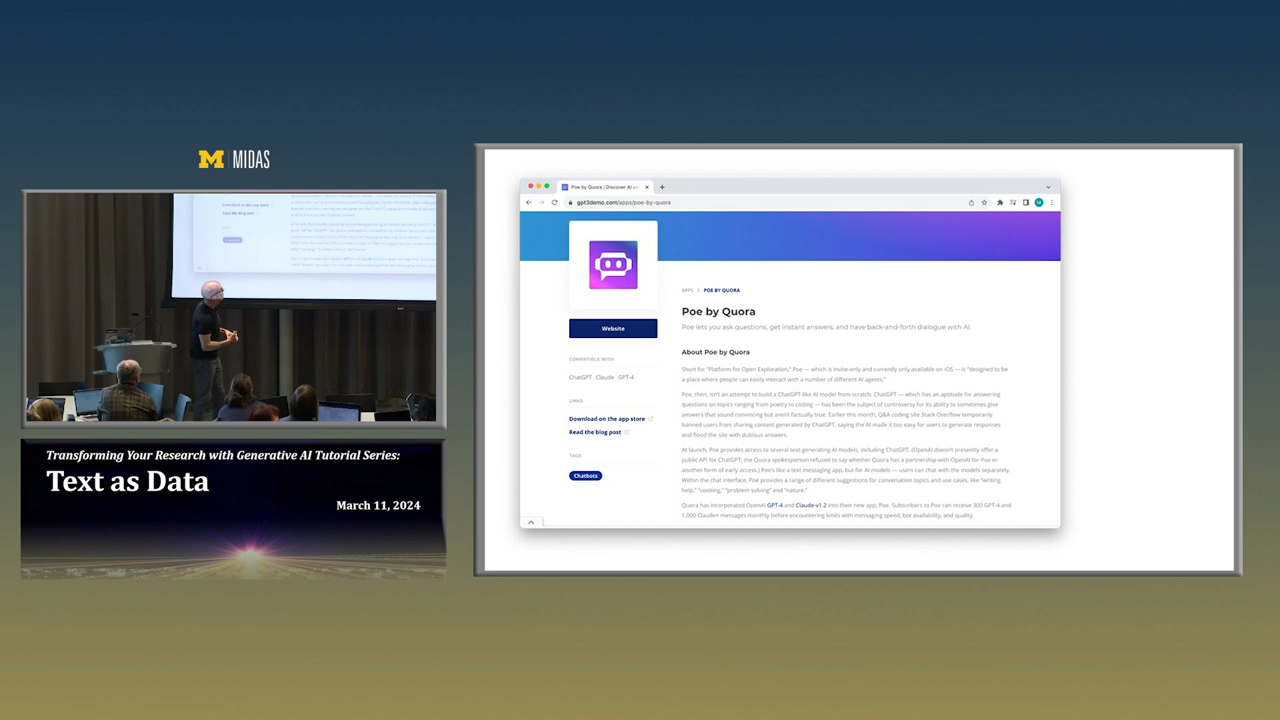 M | MIDAS
Transforming Your Research with Generative AI Tutorial Series:
Text as Data
March 11, 2024
Poe by Quora | Discover AI
gpt3demo.com/apps/poe-by-quora
APPS > POE BY QUORA
Poe by Quora
Poe lets you ask questions, get instant answers, and have back-and-forth dialogue with AI.
Website
COMPATIBLE WITH
ChatGPT Claude GPT-4
LINKS
Download on the app store
Read the blog post
TAGS
Chatbots
About Poe by Quora
Short for "Platform for Open Exploration," Poe — which is invite-only and currently only available on iOS — is "designed to be
a place where people can easily interact with a number of different AI agents,"
Poe, then, isn't an attempt to build a ChatGPT-like AI model from scratch. ChatGPT — which has an aptitude for answering
questions on topics ranging from poetry to coding — has been the subject of controversy for its ability to sometimes give
answers that sound convincing but aren't factually true. Earlier this month, Q&A coding site Stack Overflow temporarily
banned users from sharing content generated by ChatGPT, saying the AI made it too easy for users to generate responses
and flood the site with dubious answers.
At launch, Poe provides access to several text generating AI models, including ChatGPT. (OpenAI doesn't presently offer a
public API for ChatGPT; the Quora spokesperson refused to say whether Quora has a partnership with OpenAI for Poe or
another form of early access.) Poe's like a text messaging app, but for AI models — users can chat with the models separately.
Within the chat interface, Poe provides a range of different suggestions for conversation topics and use cases, like "writing
help," "cooking," "problem solving" and "nature."
Quora has incorporated OpenAI GPT-4 and Claude-v1.2 into their new app, Poe. Subscribers to Poe can receive 300 GPT-4 and
1,000 Claude+ messages monthly before encountering limits with messaging speed, bot availability, and quality.